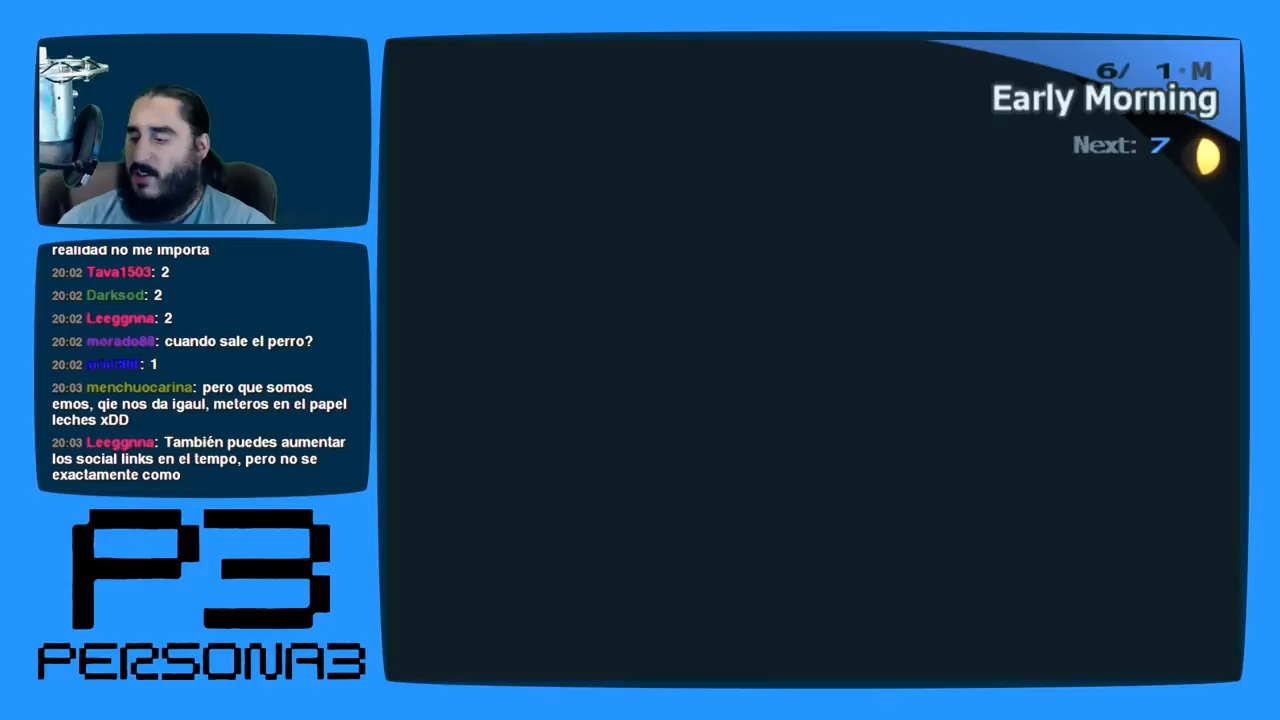 6/ 1·M
Early Morning
Next: 7
realidad no me importa
20:02 Tava1503: 2
20:02 Darksod: 2
20:02 Leeggnna: 2
20:02 morado88: cuando sale el perro?
20:02 : 1
20:03 menchuocarina: pero que somos
emos, qie nos da igaul, meteros en el papel
leches xDD
20:03 Leeggnna: También puedes aumentar
los social links en el tempo, pero no se
exactamente como
P3
PERSONA3